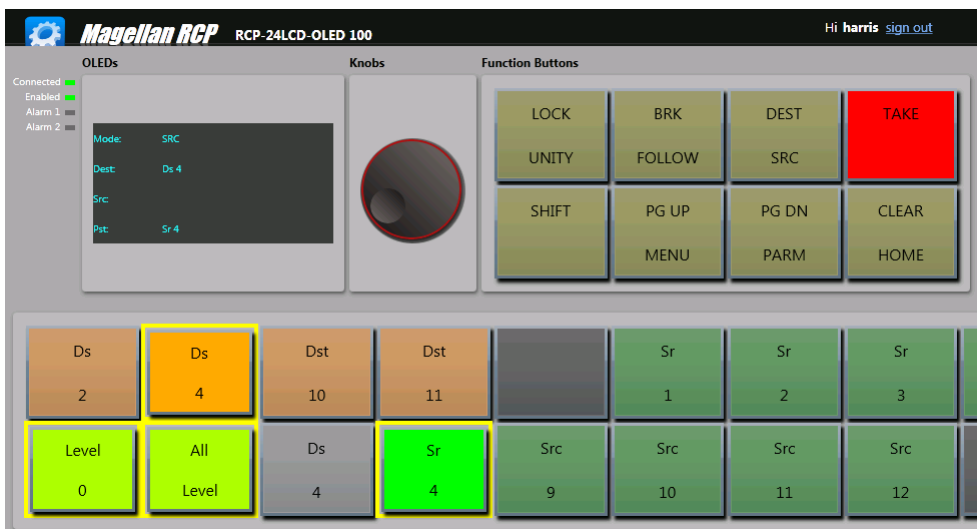 Magellan RCP RCP-24LCD-OLED 100 Hi harris sign out
OLEDs Knobs Function Buttons
Connected
Enabled
Alarm 1
Alarm 2
Mode: SRC
Dest: Ds 4
Src:
Pst: Sr 4
LOCK BRK DEST TAKE
UNITY FOLLOW SRC
SHIFT PG UP PG DN CLEAR
MENU PARM HOME
Ds Ds Dst Dst Sr Sr Sr
2 4 10 11 1 2 3
Level All Ds Sr Src Src Src Src
0 Level 4 4 9 10 11 12